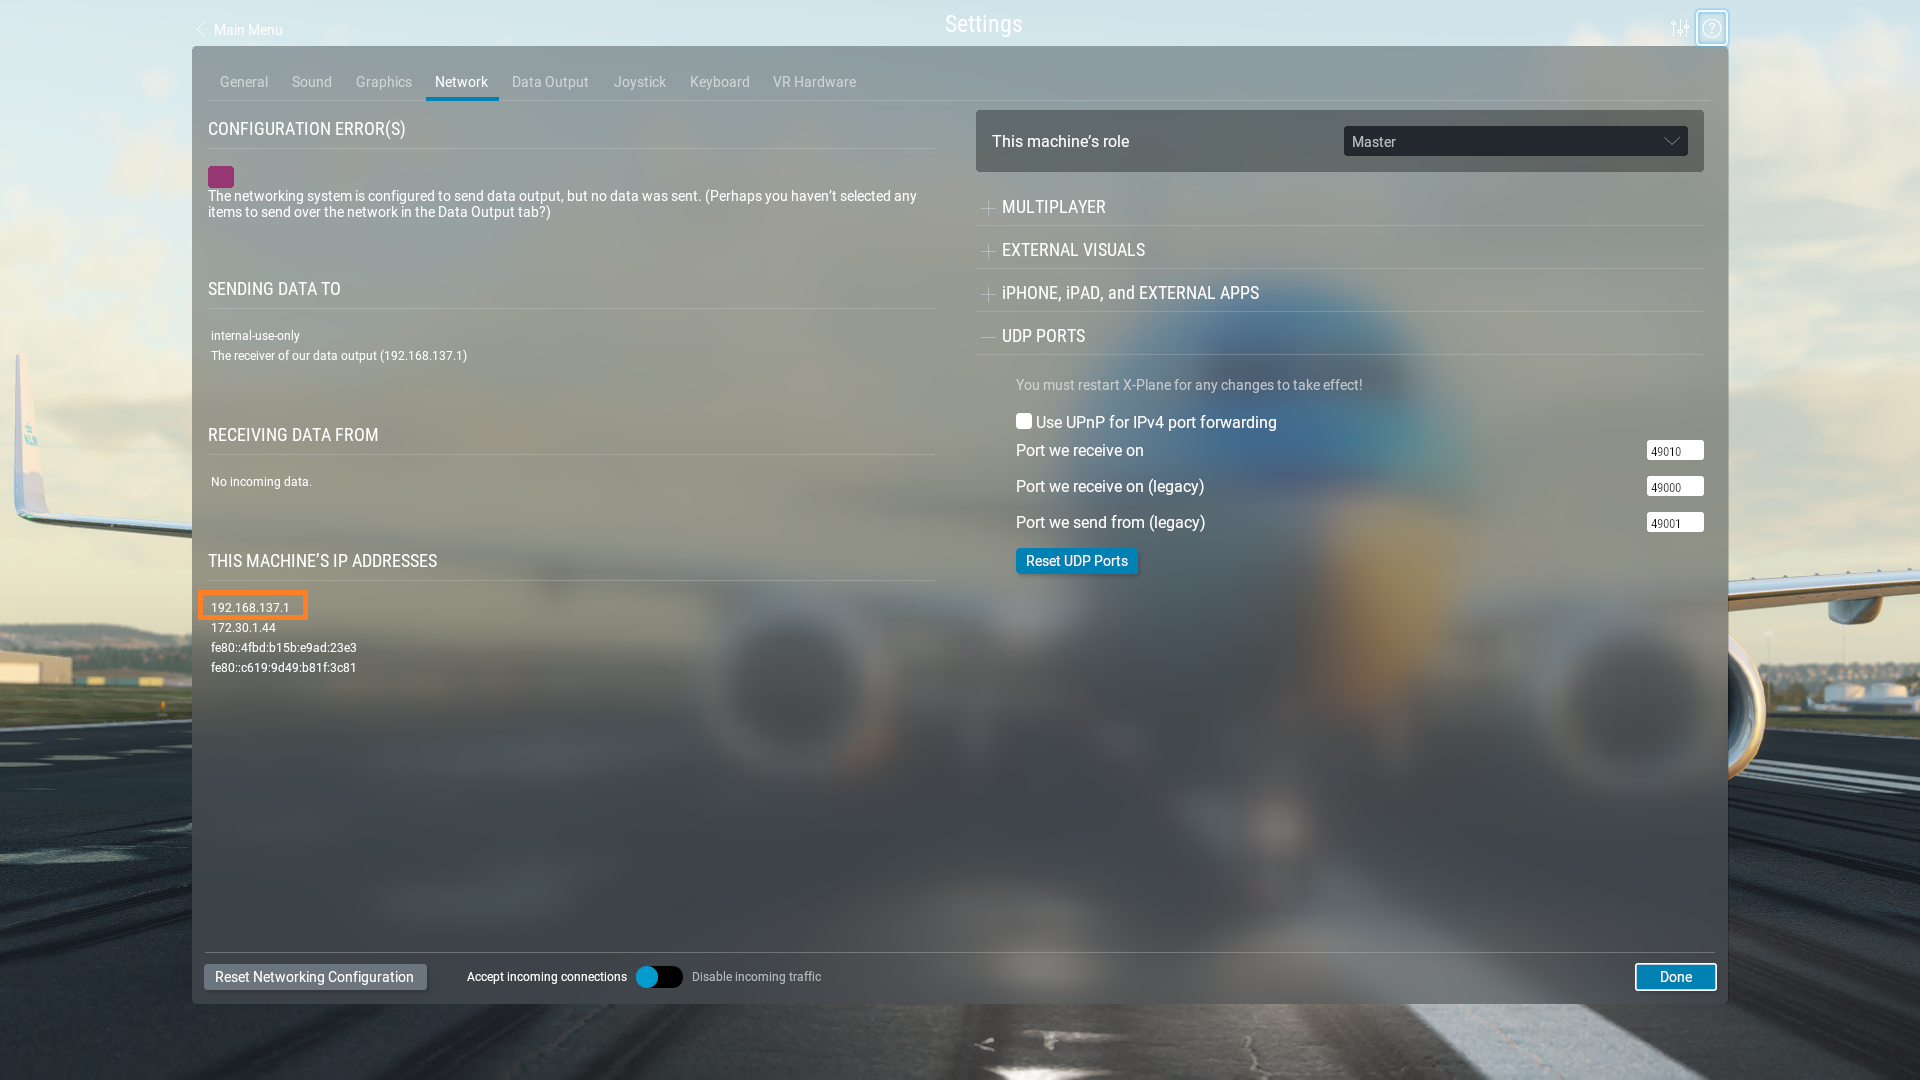 Main Menu
Settings
General
Sound
Graphics
Network
Data Output
Joystick
Keyboard
VR Hardware
CONFIGURATION ERROR(S)
The networking system is configured to send data output, but no data was sent. (Perhaps you haven’t selected any
items to send over the network in the Data Output tab?)
SENDING DATA TO
internal-use-only
The receiver of our data output (192.168.137.1)
RECEIVING DATA FROM
No incoming data.
THIS MACHINE’S IP ADDRESSES
192.168.137.1
172.30.1.44
fe80::4fbd:b15b:e9ad:23e3
fe80::c619:9d49:b81f:3c81
This machine’s role
Master
MULTIPLAYER
EXTERNAL VISUALS
iPHONE, iPAD, and EXTERNAL APPS
UDP PORTS
You must restart X-Plane for any changes to take effect!
Use UPnP for IPv4 port forwarding
Port we receive on
49010
Port we receive on (legacy)
49000
Port we send from (legacy)
49001
Reset UDP Ports
Reset Networking Configuration
Accept incoming connections
Disable incoming traffic
Done